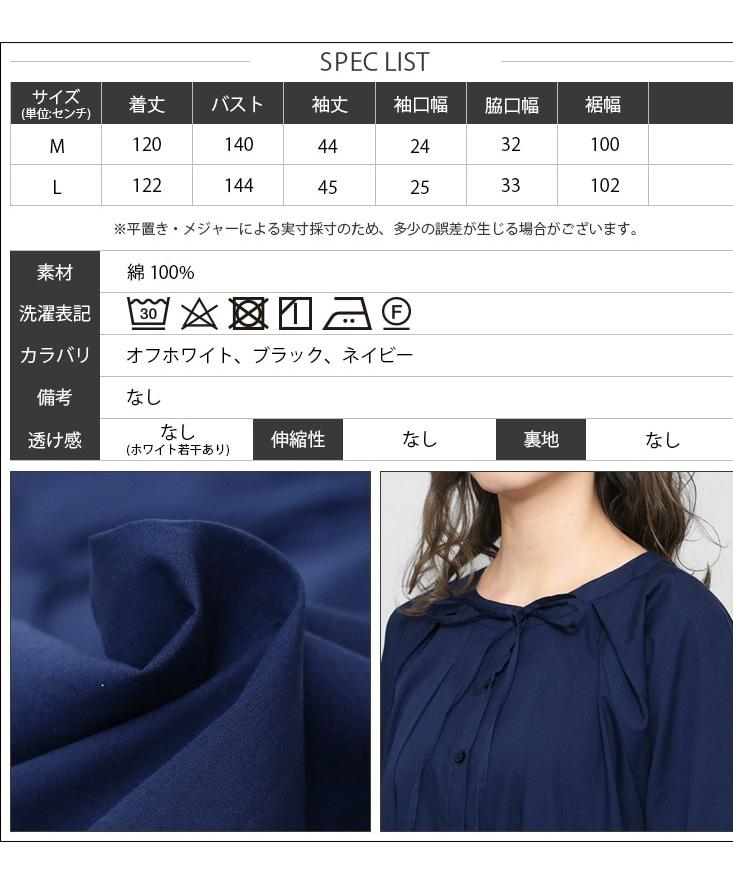 SPEC LIST
サイズ 着丈 バスト 袖丈 袖口幅 脇口幅 裾幅
(単位:センチ)
M 120 140 44 24 32 100
L 122 144 45 25 33 102
※平置き・メジャーによる実寸採寸のため、多少の誤差が生じる場合がございます。
素材 綿 100%
洗濯表記 30 F
カラバリ オフホワイト、ブラック、ネイビー
備考 なし
透け感 なし 伸縮性 なし 裏地 なし
(ホワイト若干あり)